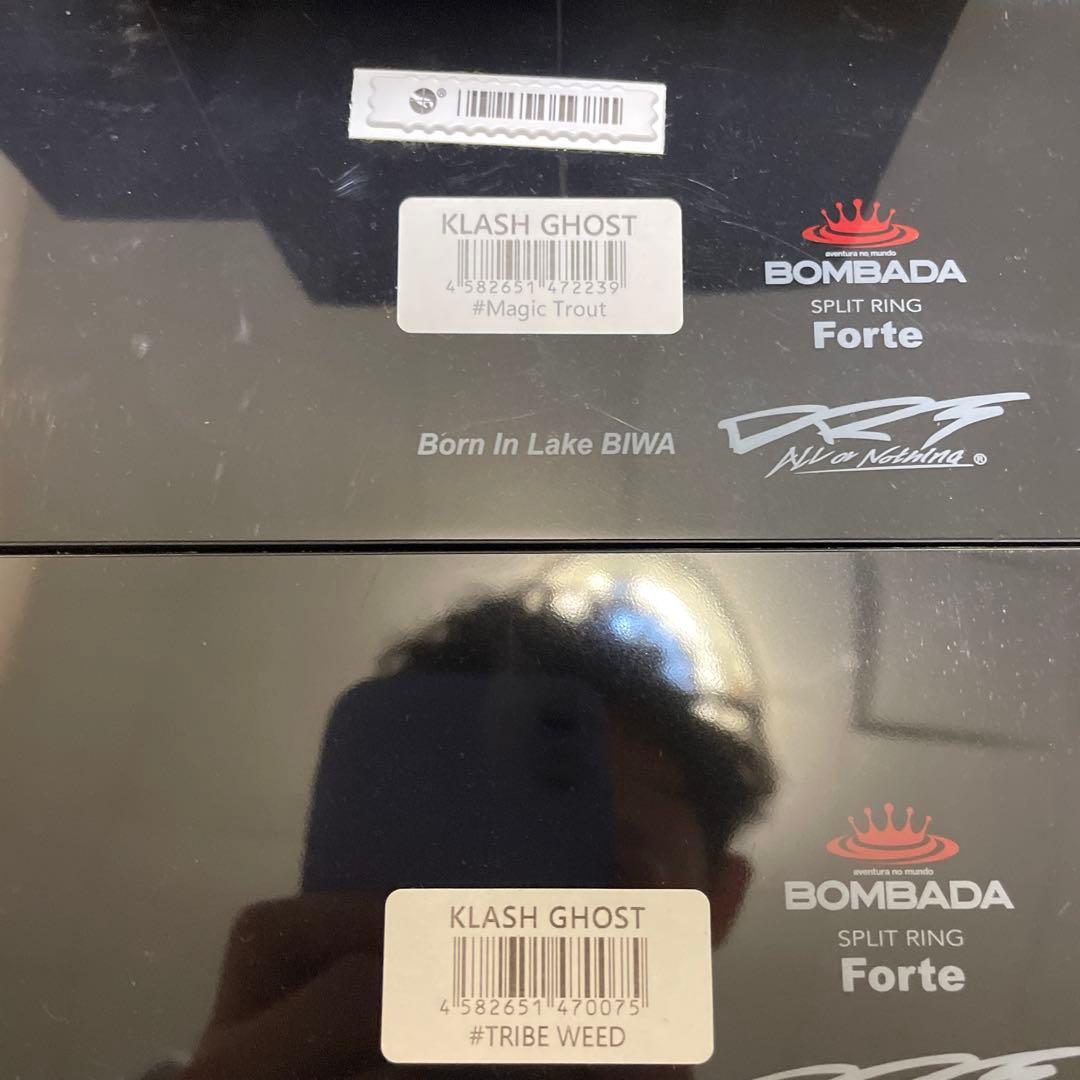 KLASH GHOST
4 582651 472239
#Magic Trout
aventura no mundo
BOMBADA
SPLIT RING
Forte
Born In Lake BIWA
DRT
All or Nothing®
KLASH GHOST
4 582651 470075
#TRIBE WEED
aventura no mundo
BOMBADA
SPLIT RING
Forte